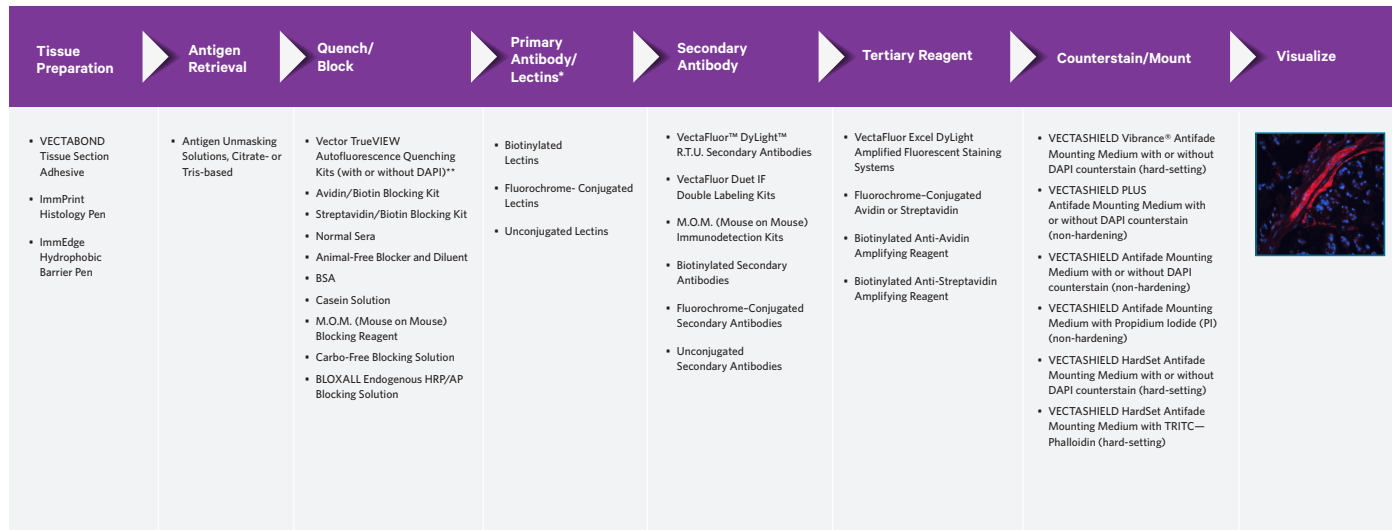 Tissue
Preparation
Antigen
Retrieval
Quench/
Block
Primary
Antibody/
Lectins*
Secondary
Antibody
Tertiary Reagent
Counterstain/Mount
Visualize
• VECTABOND
Tissue Section
Adhesive
• ImmPrint
Histology Pen
• ImmEdge
Hydrophobic
Barrier Pen
• Antigen Unmasking
Solutions, Citrate- or
Tris-based
• Vector TrueVIEW
Autofluorescence Quenching
Kits (with or without DAPI)**
• Avidin/Biotin Blocking Kit
• Streptavidin/Biotin Blocking Kit
• Normal Sera
• Animal-Free Blocker and Diluent
• BSA
• Casein Solution
• M.O.M. (Mouse on Mouse)
Blocking Reagent
• Carbo-Free Blocking Solution
• BLOXALL Endogenous HRP/AP
Blocking Solution
• Biotinylated
Lectins
• Fluorochrome- Conjugated
Lectins
• Unconjugated Lectins
• VectaFluor™ DyLight™
R.T.U. Secondary Antibodies
• VectaFluor Duet IF
Double Labeling Kits
• M.O.M. (Mouse on Mouse)
Immunodetection Kits
• Biotinylated Secondary
Antibodies
• Fluorochrome–Conjugated
Secondary Antibodies
• Unconjugated
Secondary Antibodies
• VectaFluor Excel DyLight
Amplified Fluorescent Staining
Systems
• Fluorochrome–Conjugated
Avidin or Streptavidin
• Biotinylated Anti-Avidin
Amplifying Reagent
• Biotinylated Anti-Streptavidin
Amplifying Reagent
• VECTASHIELD Vibrance® Antifade
Mounting Medium with or without
DAPI counterstain (hard-setting)
• VECTASHIELD PLUS
Antifade Mounting Medium with
or without DAPI counterstain
(non-hardening)
• VECTASHIELD Antifade Mounting
Medium with or without DAPI
counterstain (non-hardening)
• VECTASHIELD Antifade Mounting
Medium with Propidium Iodide (PI)
(non-hardening)
• VECTASHIELD HardSet Antifade
Mounting Medium with or without
DAPI counterstain (hard-setting)
• VECTASHIELD HardSet Antifade
Mounting Medium with TRITC—
Phalloidin (hard-setting)